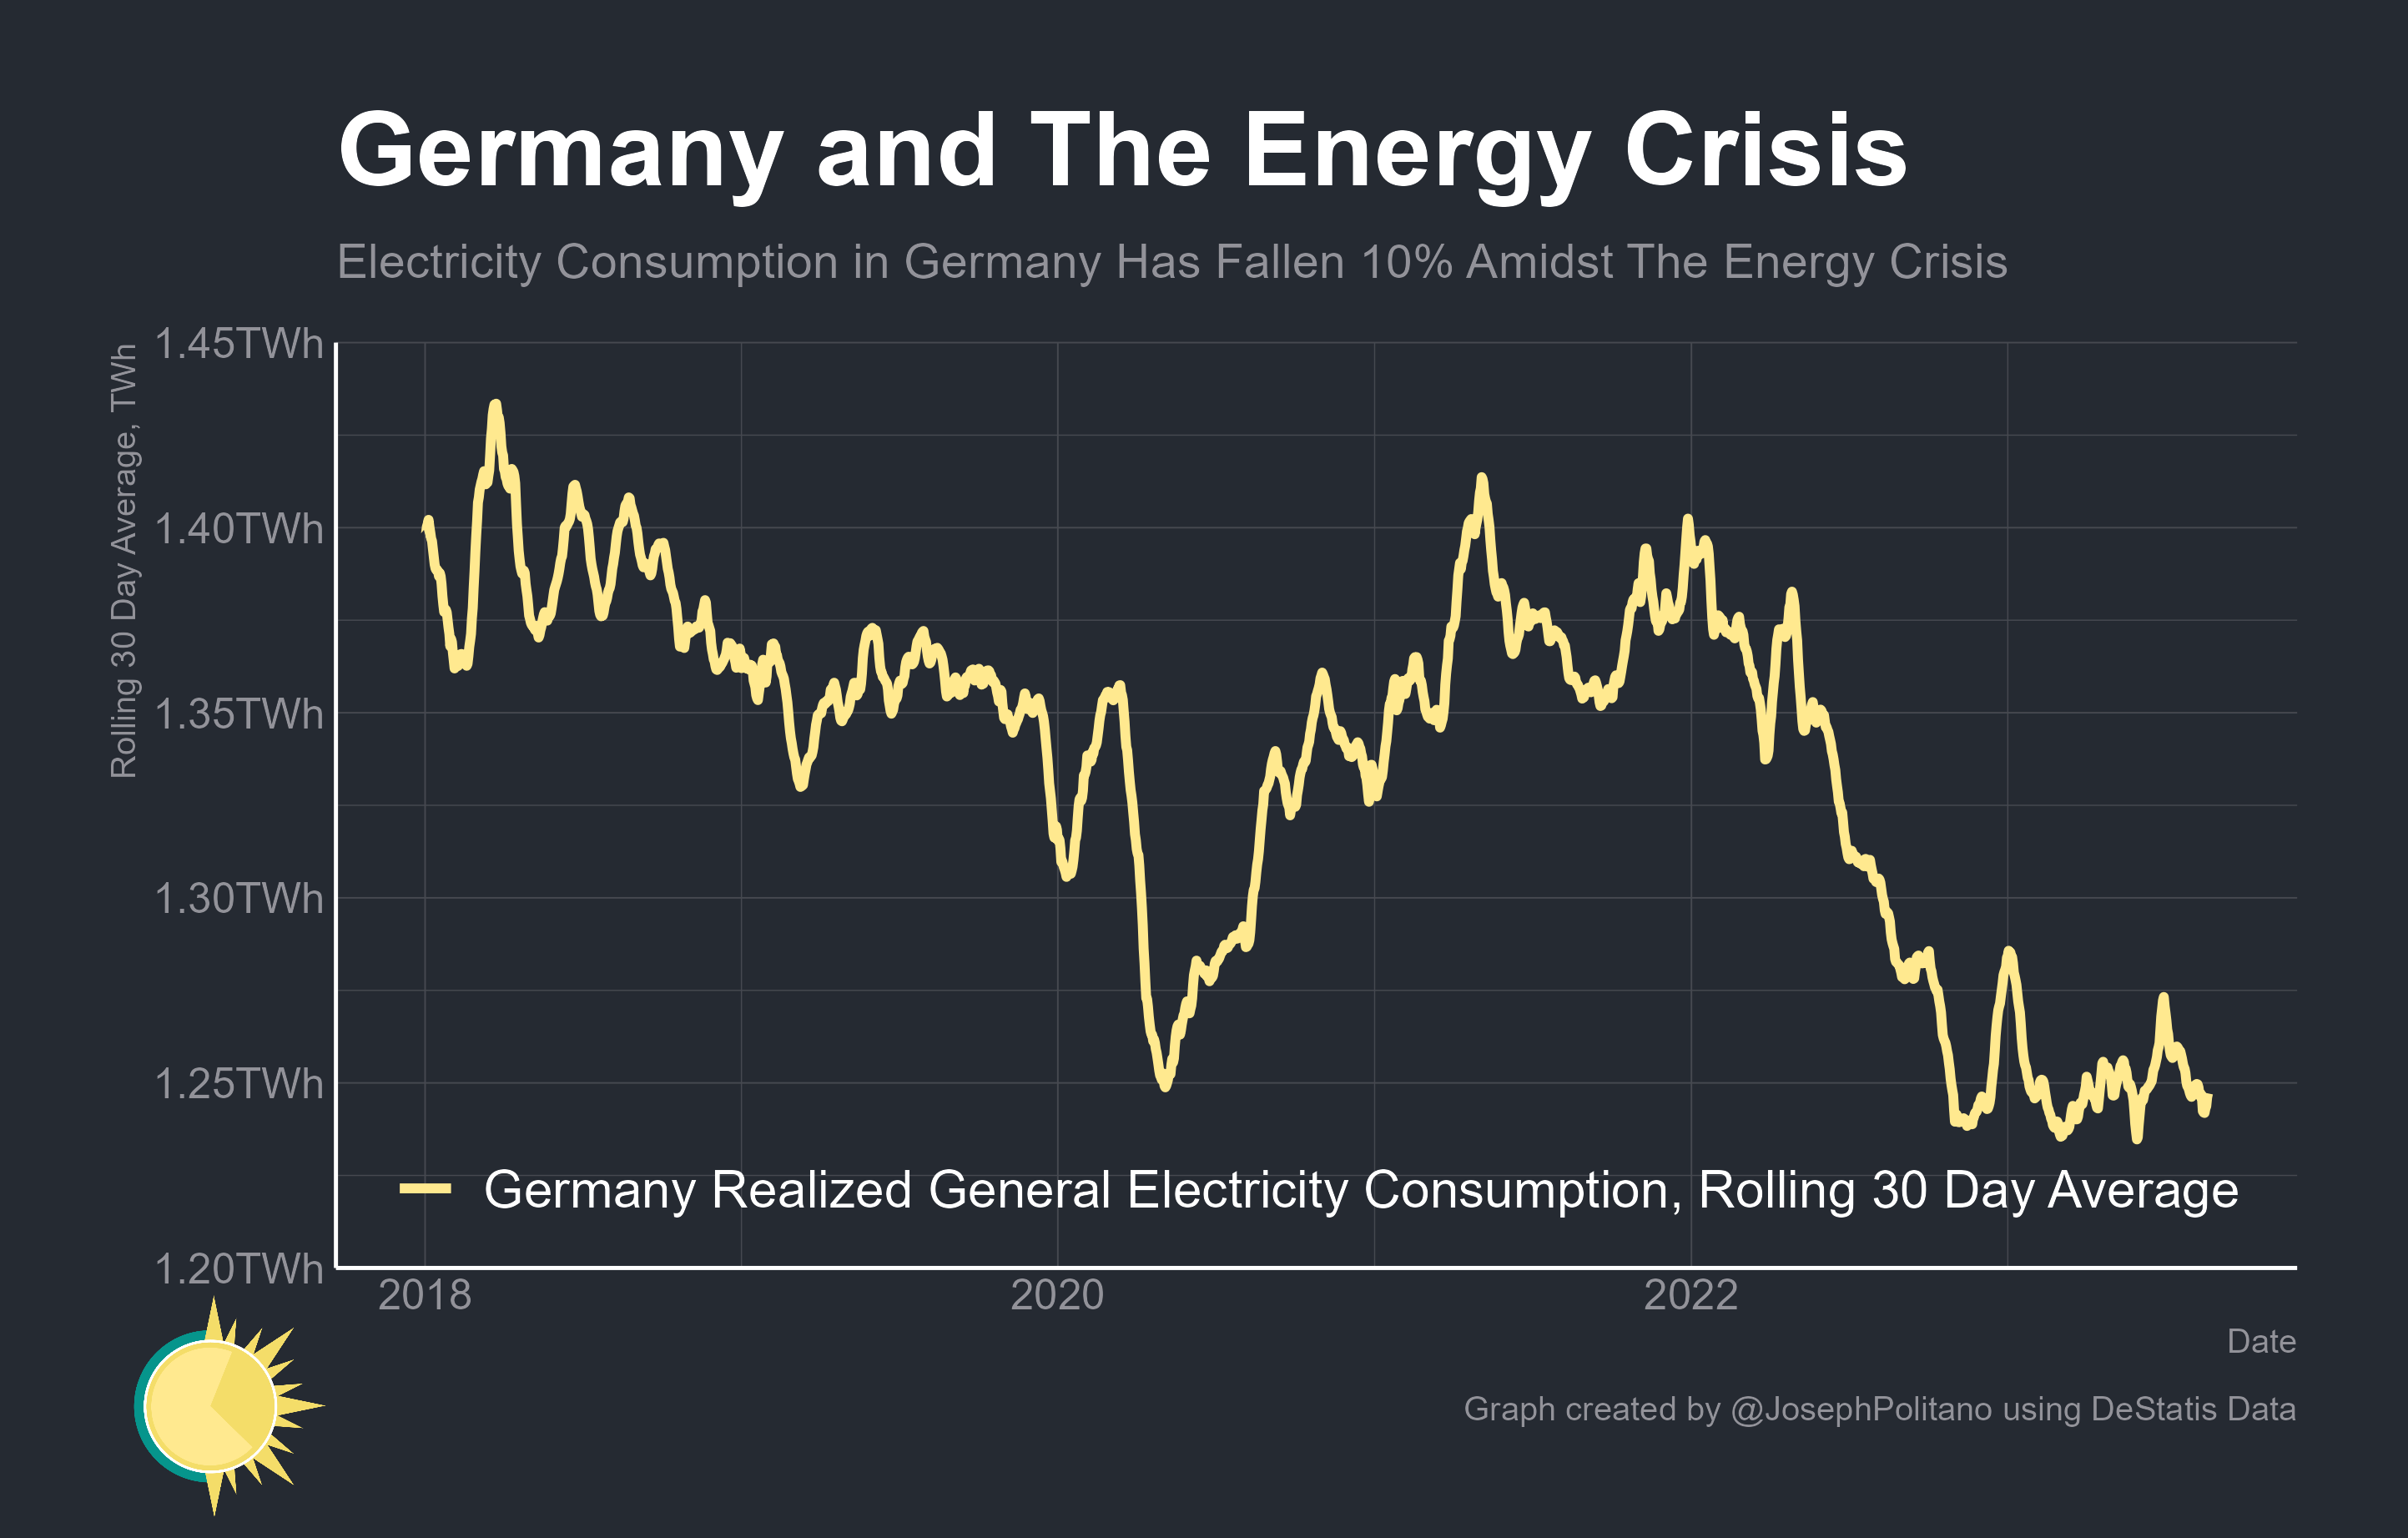 Germany and The Energy Crisis
Electricity Consumption in Germany Has Fallen 10% Amidst The Energy Crisis
Rolling 30 Day Average, TWh
1.45TWh
1.40TWh
1.35TWh
1.30TWh
1.25TWh
1.20TWh
Germany Realized General Electricity Consumption, Rolling 30 Day Average
2018
2020
2022
Date
Graph created by @JosephPolitano using DeStatis Data